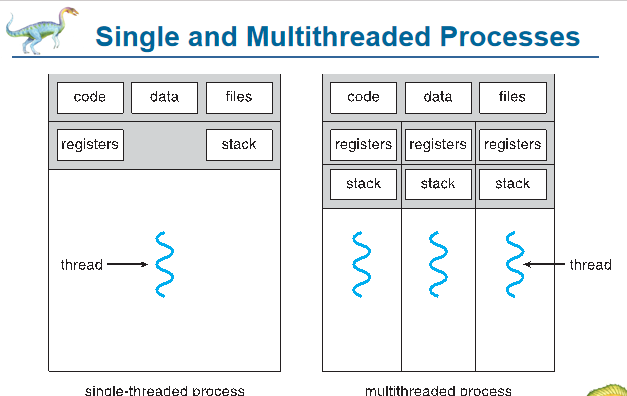 Single and Multithreaded Processes
code data files
registers stack
thread
single-threaded process
code data files
registers registers registers
stack stack stack
thread
multithreaded process